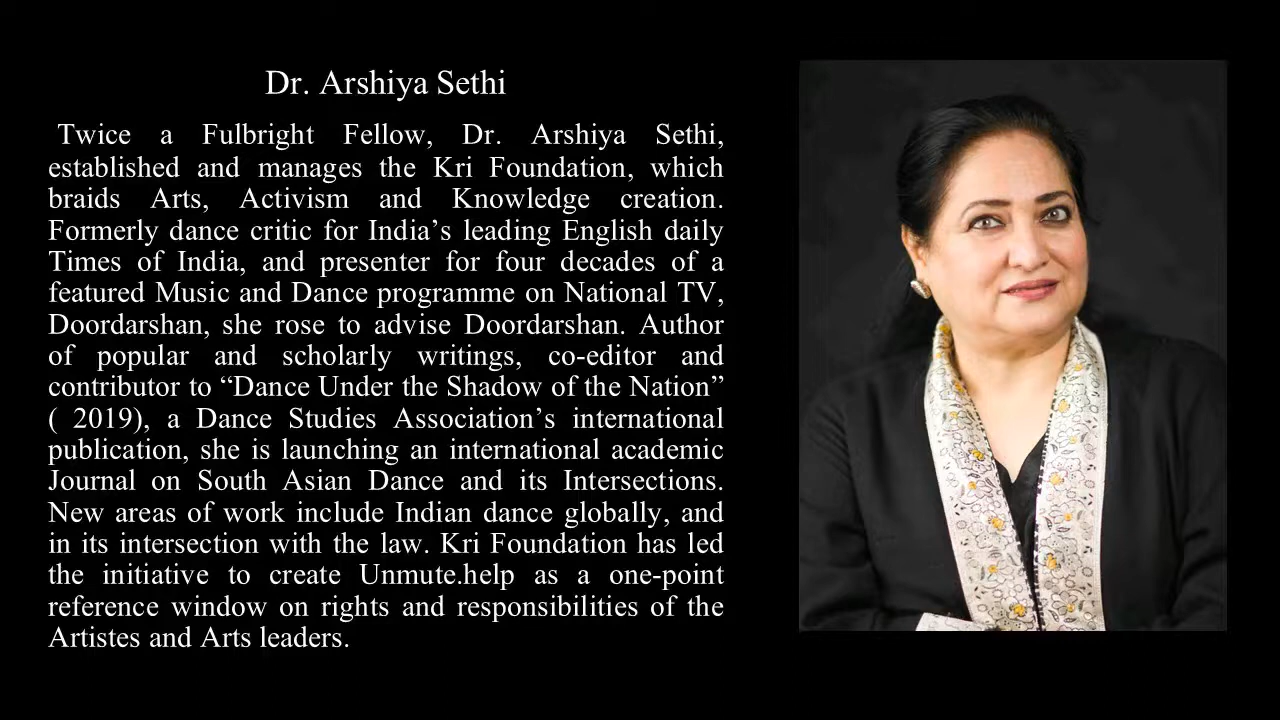 Dr. Arshiya Sethi
Twice a Fulbright Fellow, Dr. Arshiya Sethi,
established and manages the Kri Foundation, which
braids Arts, Activism and Knowledge creation.
Formerly dance critic for India’s leading English daily
Times of India, and presenter for four decades of a
featured Music and Dance programme on National TV,
Doordarshan, she rose to advise Doordarshan. Author
of popular and scholarly writings, co-editor and
contributor to “Dance Under the Shadow of the Nation”
( 2019), a Dance Studies Association’s international
publication, she is launching an international academic
Journal on South Asian Dance and its Intersections.
New areas of work include Indian dance globally, and
in its intersection with the law. Kri Foundation has led
the initiative to create Unmute.help as a one-point
reference window on rights and responsibilities of the
Artistes and Arts leaders.